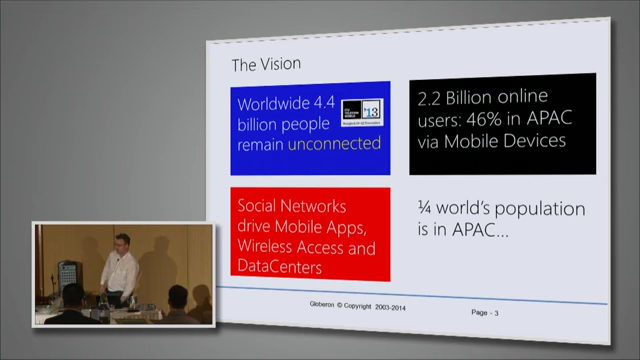 The Vision
Worldwide 4.4
billion people
remain unconnected
'13
2.2 Billion online
users: 46% in APAC
via Mobile Devices
Social Networks
drive Mobile Apps,
Wireless Access and
DataCenters
¼ world's population
is in APAC...
Globeron © Copyright 2003-2014
Page - 3